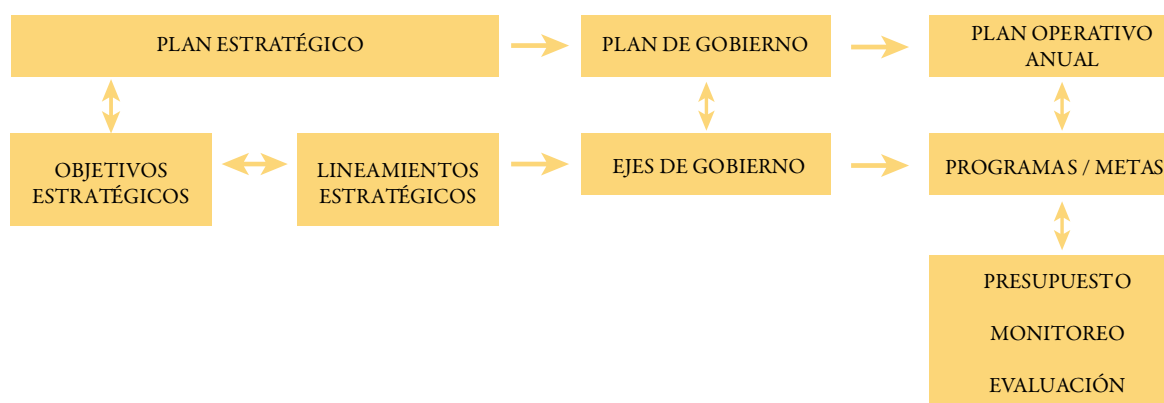 PLAN ESTRATÉGICO
PLAN DE GOBIERNO
PLAN OPERATIVO
ANUAL
OBJETIVOS
ESTRATÉGICOS
LINEAMIENTOS
ESTRATÉGICOS
EJES DE GOBIERNO
PROGRAMAS / METAS
PRESUPUESTO
MONITOREO
EVALUACIÓN